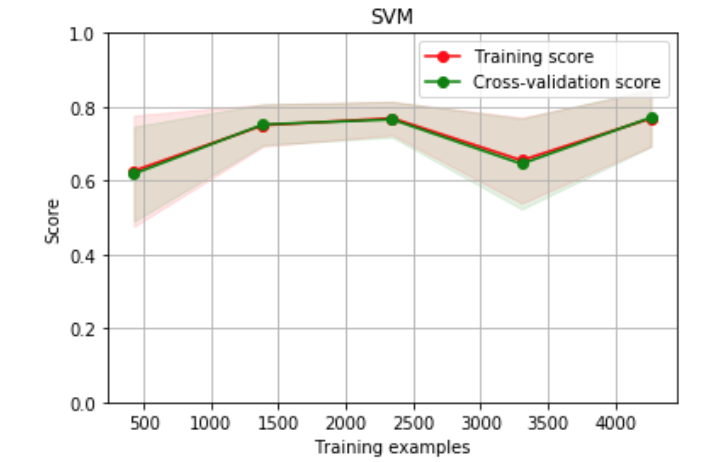 SVM
1.0
0.8
0.6
0.4
0.2
0.0
Score
Training score
Cross-validation score
500 1000 1500 2000 2500 3000 3500 4000
Training examples